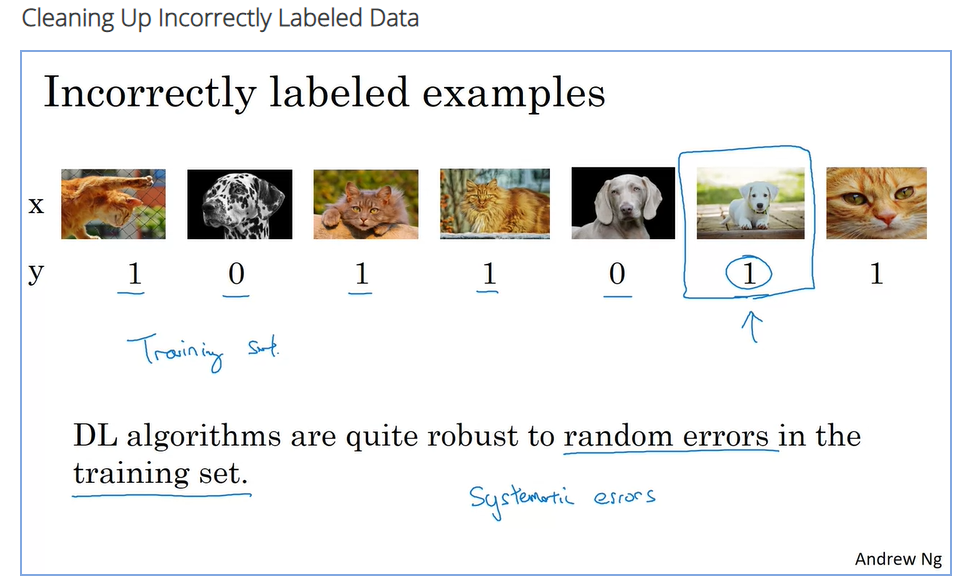 Cleaning Up Incorrectly Labeled Data
Incorrectly labeled examples
x
y 1 0 1 1 0 1 1
Training set.
DL algorithms are quite robust to random errors in the
training set.
Systematic errors
Andrew Ng